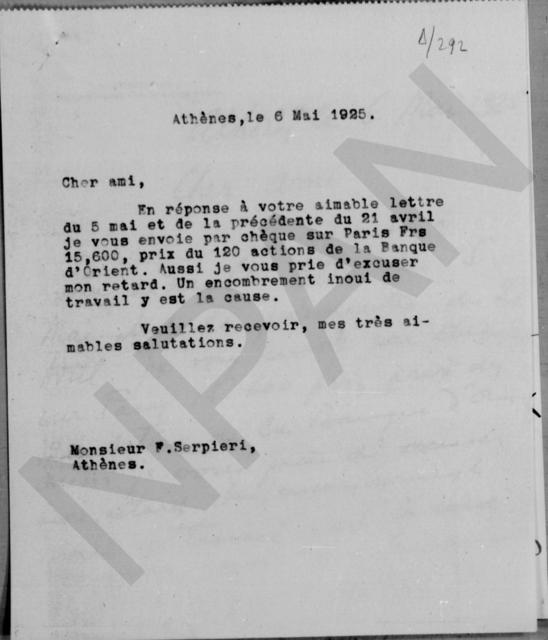 Δ/292
Athènes, le 6 Mai 1925.
Cher ami,
En réponse à votre aimable lettre
du 5 mai et de la précédente du 21 avril
je vous envoie par chèque sur Paris Frs
15,600, prix du 120 actions de la Banque
d'Orient. Aussi je vous prie d'excuser
mon retard. Un encombrement inoui de
travail y est la cause.
Veuillez recevoir, mes très ai-
mables salutations.
Monsieur F.Serpieri,
Athènes.
NPAN